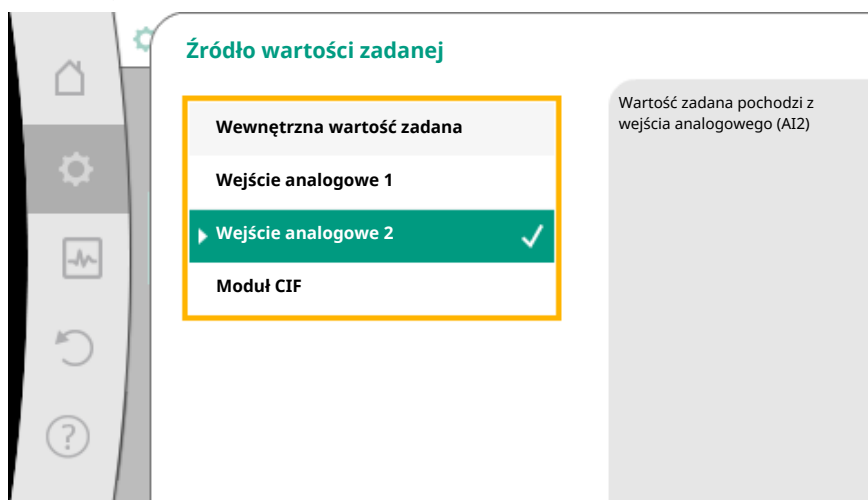 Źródło wartości zadanej
Wewnętrzna wartość zadana
Wejście analogowe 1
Wejście analogowe 2
Moduł CIF
Wartość zadana pochodzi z
wejścia analogowego (AI2)
?